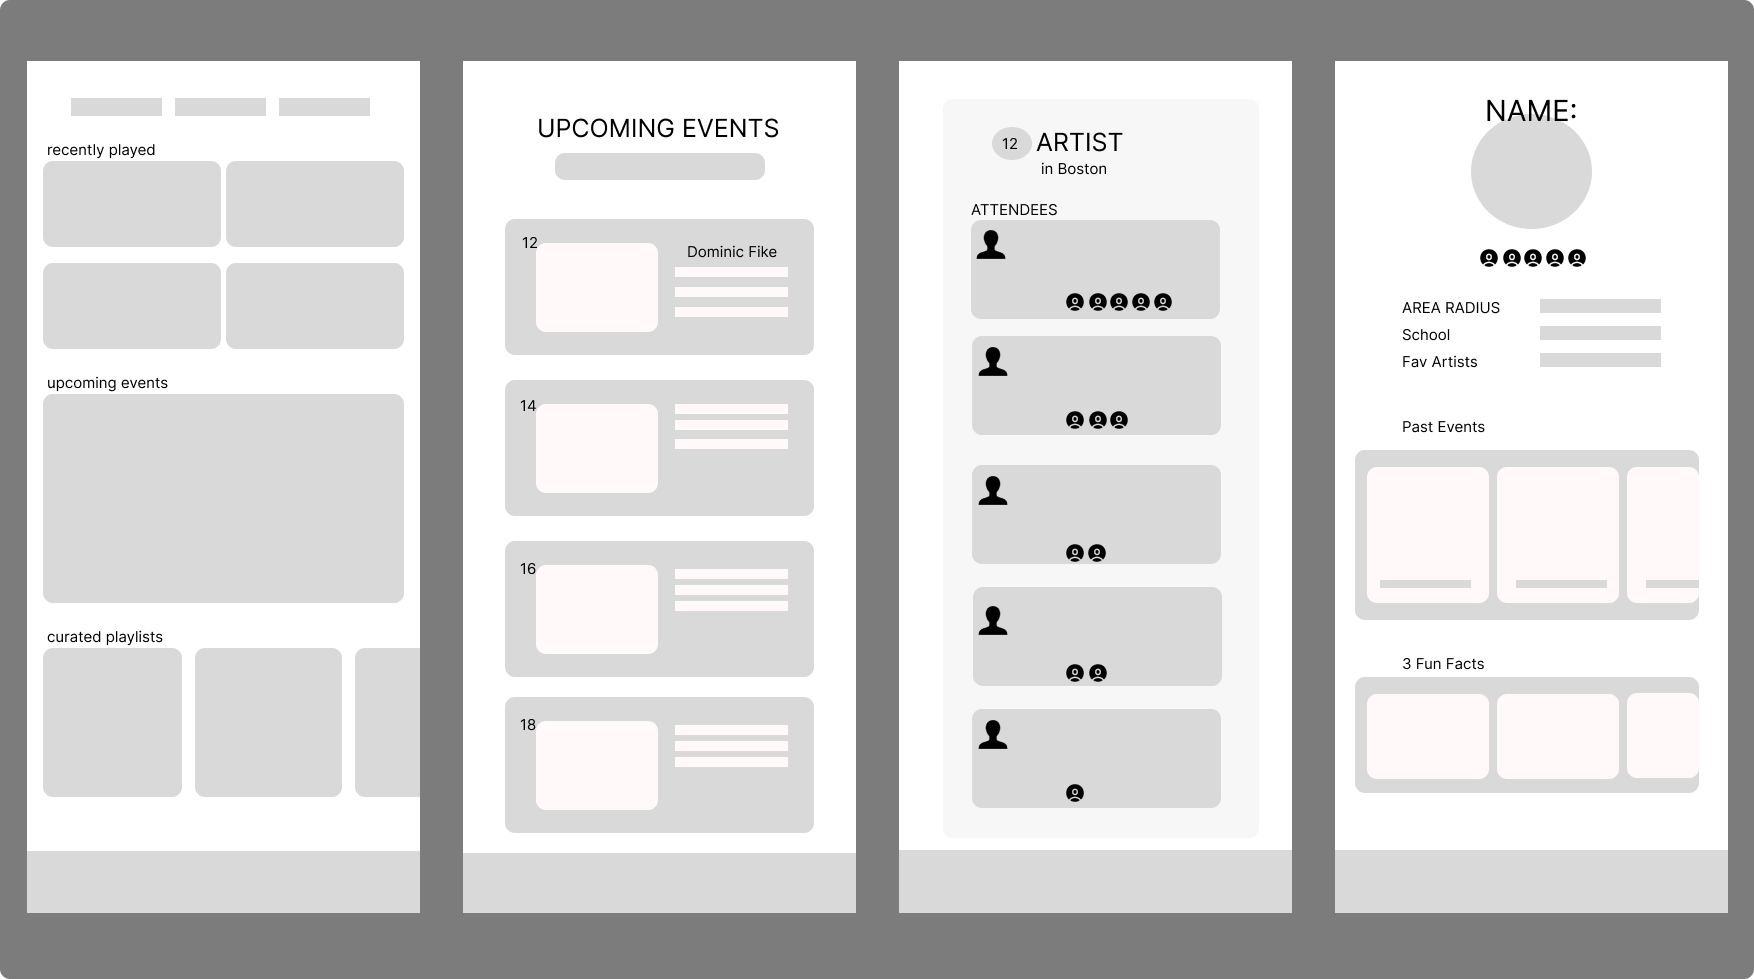 recently played
upcoming events
curated playlists
UPCOMING EVENTS
12
Dominic Fike
14
16
18
12 ARTIST
in Boston
ATTENDEES
NAME:
AREA RADIUS
School
Fav Artists
Past Events
3 Fun Facts